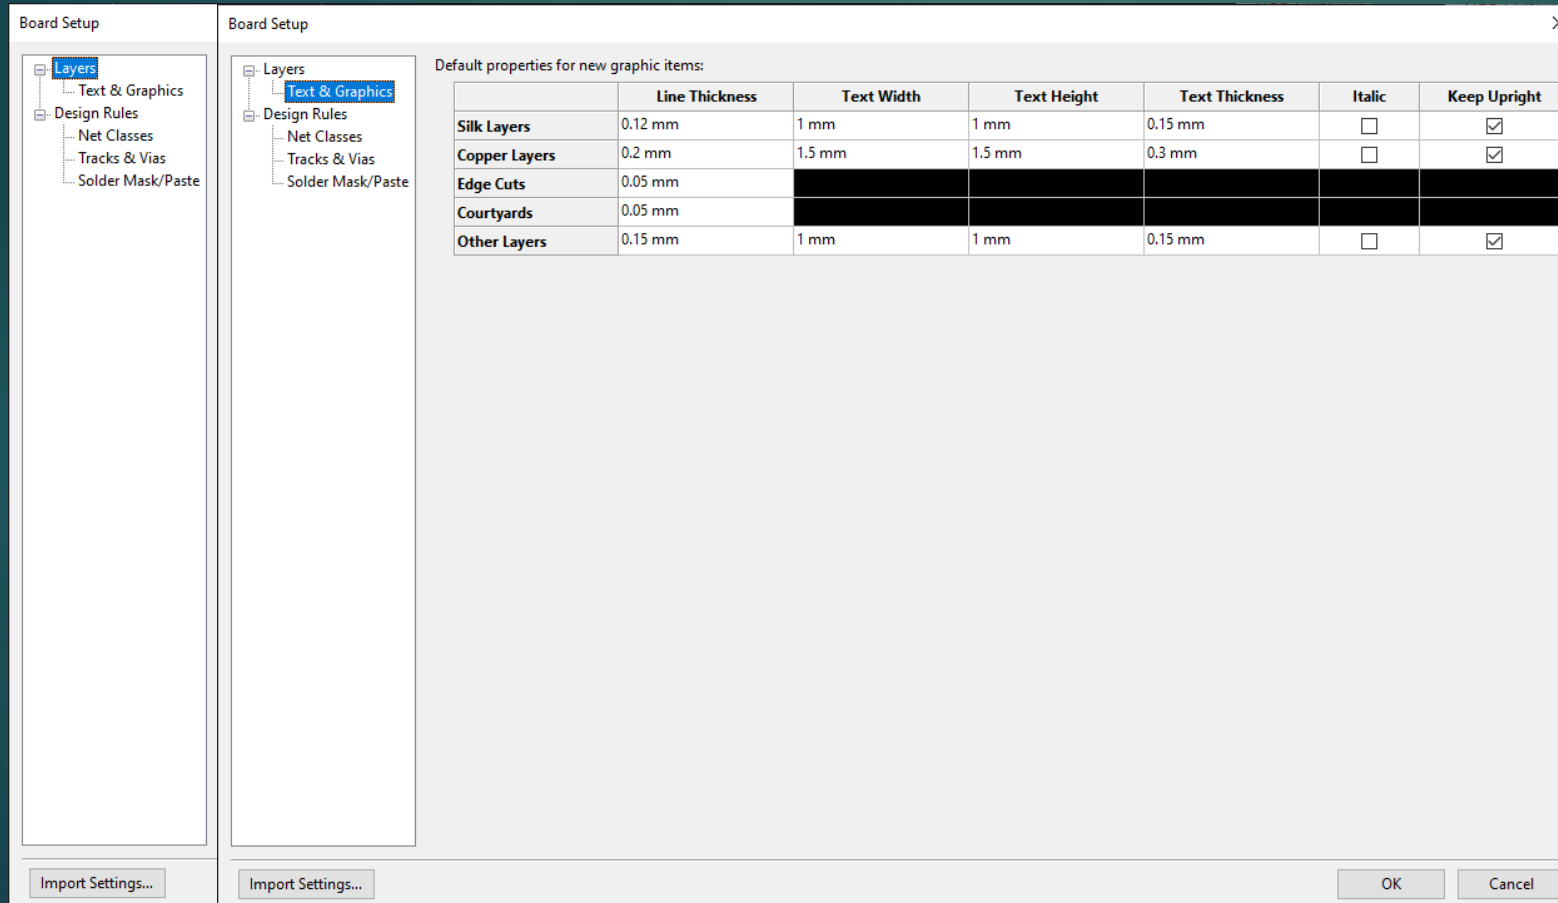 Board Setup
Layers
Text & Graphics
Design Rules
Net Classes
Tracks & Vias
Solder Mask/Paste
Import Settings...
Board Setup
Layers
Text & Graphics
Design Rules
Net Classes
Tracks & Vias
Solder Mask/Paste
Import Settings...
Default properties for new graphic items:
Line Thickness Text Width Text Height Text Thickness Italic Keep Upright
Silk Layers 0.12 mm 1 mm 1 mm 0.15 mm
Copper Layers 0.2 mm 1.5 mm 1.5 mm 0.3 mm
Edge Cuts 0.05 mm
Courtyards 0.05 mm
Other Layers 0.15 mm 1 mm 1 mm 0.15 mm
OK Cancel